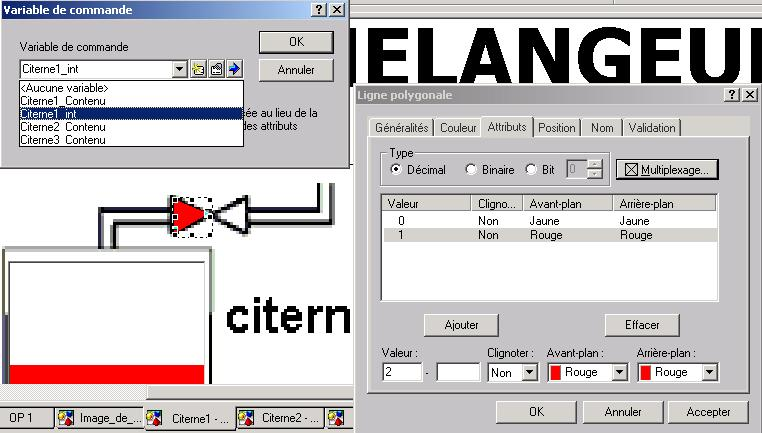 Variable de commande
Variable de commande
OK
Citerne1_int
Annuler
<Aucune variable>
Citerne1_Contenu
Citerne1_int
Citerne2_Contenu
Citerne3_Contenu
ée au lieu de la
des attributs
ELANGEU
Ligne polygonale
Généralités Couleur Attributs Position Nom Validation
Type
Décimal Binaire Bit 0 Multiplexage...
Valeur Cligno... Avant-plan Arrière-plan
0 Non Jaune Jaune
1 Non Rouge Rouge
Ajouter Effacer
Valeur : Clignoter : Avant-plan : Arrière-plan :
2 - Non Rouge Rouge
OK Annuler Accepter
citern
OP 1 Image_de_... Citerne1 - ... Citerne2 - ...